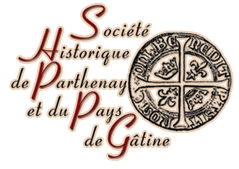 Société
Historique
de Parthenay
et du Pays
de Gâtine